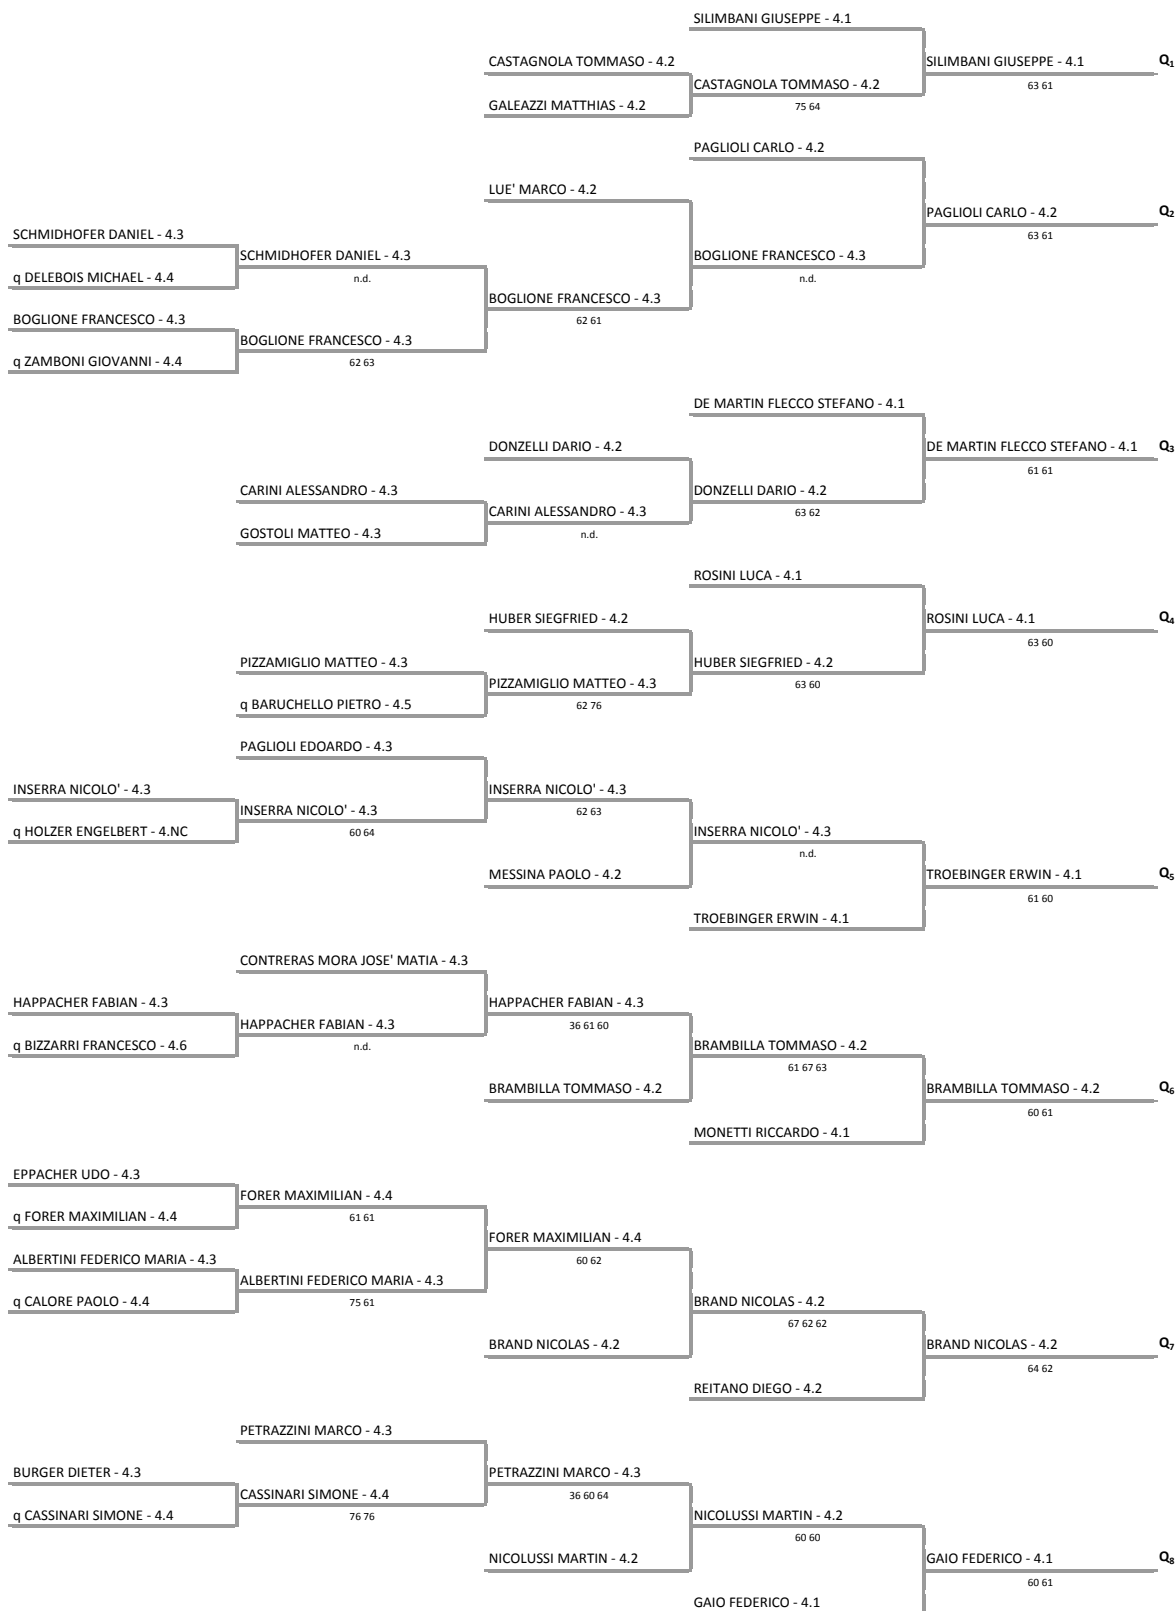 SILIMBANI GIUSEPPE - 4.1
CASTAGNOLA TOMMASO - 4.2
SILIMBANI GIUSEPPE - 4.1
Q1
CASTAGNOLA TOMMASO - 4.2
63 61
GALEAZZI MATTHIAS - 4.2
75 64
PAGLIOLI CARLO - 4.2
LUE' MARCO - 4.2
PAGLIOLI CARLO - 4.2
Q2
SCHMIDHOFER DANIEL - 4.3
63 61
SCHMIDHOFER DANIEL - 4.3
BOGLIONE FRANCESCO - 4.3
q DELEBOIS MICHAEL - 4.4
n.d.
n.d.
BOGLIONE FRANCESCO - 4.3
BOGLIONE FRANCESCO - 4.3
62 61
BOGLIONE FRANCESCO - 4.3
q ZAMBONI GIOVANNI - 4.4
62 63
DE MARTIN FLECCO STEFANO - 4.1
DONZELLI DARIO - 4.2
DE MARTIN FLECCO STEFANO - 4.1
Q3
61 61
CARINI ALESSANDRO - 4.3
DONZELLI DARIO - 4.2
CARINI ALESSANDRO - 4.3
63 62
GOSTOLI MATTEO - 4.3
n.d.
ROSINI LUCA - 4.1
HUBER SIEGFRIED - 4.2
ROSINI LUCA - 4.1
Q4
63 60
PIZZAMIGLIO MATTEO - 4.3
HUBER SIEGFRIED - 4.2
PIZZAMIGLIO MATTEO - 4.3
63 60
q BARUCHELLO PIETRO - 4.5
62 76
PAGLIOLI EDOARDO - 4.3
INSERRA NICOLO' - 4.3
INSERRA NICOLO' - 4.3
INSERRA NICOLO' - 4.3
62 63
q HOLZER ENGELBERT - 4.NC
60 64
INSERRA NICOLO' - 4.3
n.d.
MESSINA PAOLO - 4.2
TROEBINGER ERWIN - 4.1
Q5
61 60
TROEBINGER ERWIN - 4.1
CONTRERAS MORA JOSE' MATIA - 4.3
HAPPACHER FABIAN - 4.3
HAPPACHER FABIAN - 4.3
HAPPACHER FABIAN - 4.3
36 61 60
q BIZZARRI FRANCESCO - 4.6
n.d.
BRAMBILLA TOMMASO - 4.2
61 67 63
BRAMBILLA TOMMASO - 4.2
BRAMBILLA TOMMASO - 4.2
Q6
60 61
MONETTI RICCARDO - 4.1
EPPACHER UDO - 4.3
FORER MAXIMILIAN - 4.4
q FORER MAXIMILIAN - 4.4
61 61
FORER MAXIMILIAN - 4.4
ALBERTINI FEDERICO MARIA - 4.3
60 62
ALBERTINI FEDERICO MARIA - 4.3
q CALORE PAOLO - 4.4
75 61
BRAND NICOLAS - 4.2
67 62 62
BRAND NICOLAS - 4.2
BRAND NICOLAS - 4.2
Q7
64 62
REITANO DIEGO - 4.2
PETRAZZINI MARCO - 4.3
BURGER DIETER - 4.3
PETRAZZINI MARCO - 4.3
CASSINARI SIMONE - 4.4
36 60 64
q CASSINARI SIMONE - 4.4
76 76
NICOLUSSI MARTIN - 4.2
60 60
NICOLUSSI MARTIN - 4.2
GAIO FEDERICO - 4.1
Q8
60 61
GAIO FEDERICO - 4.1